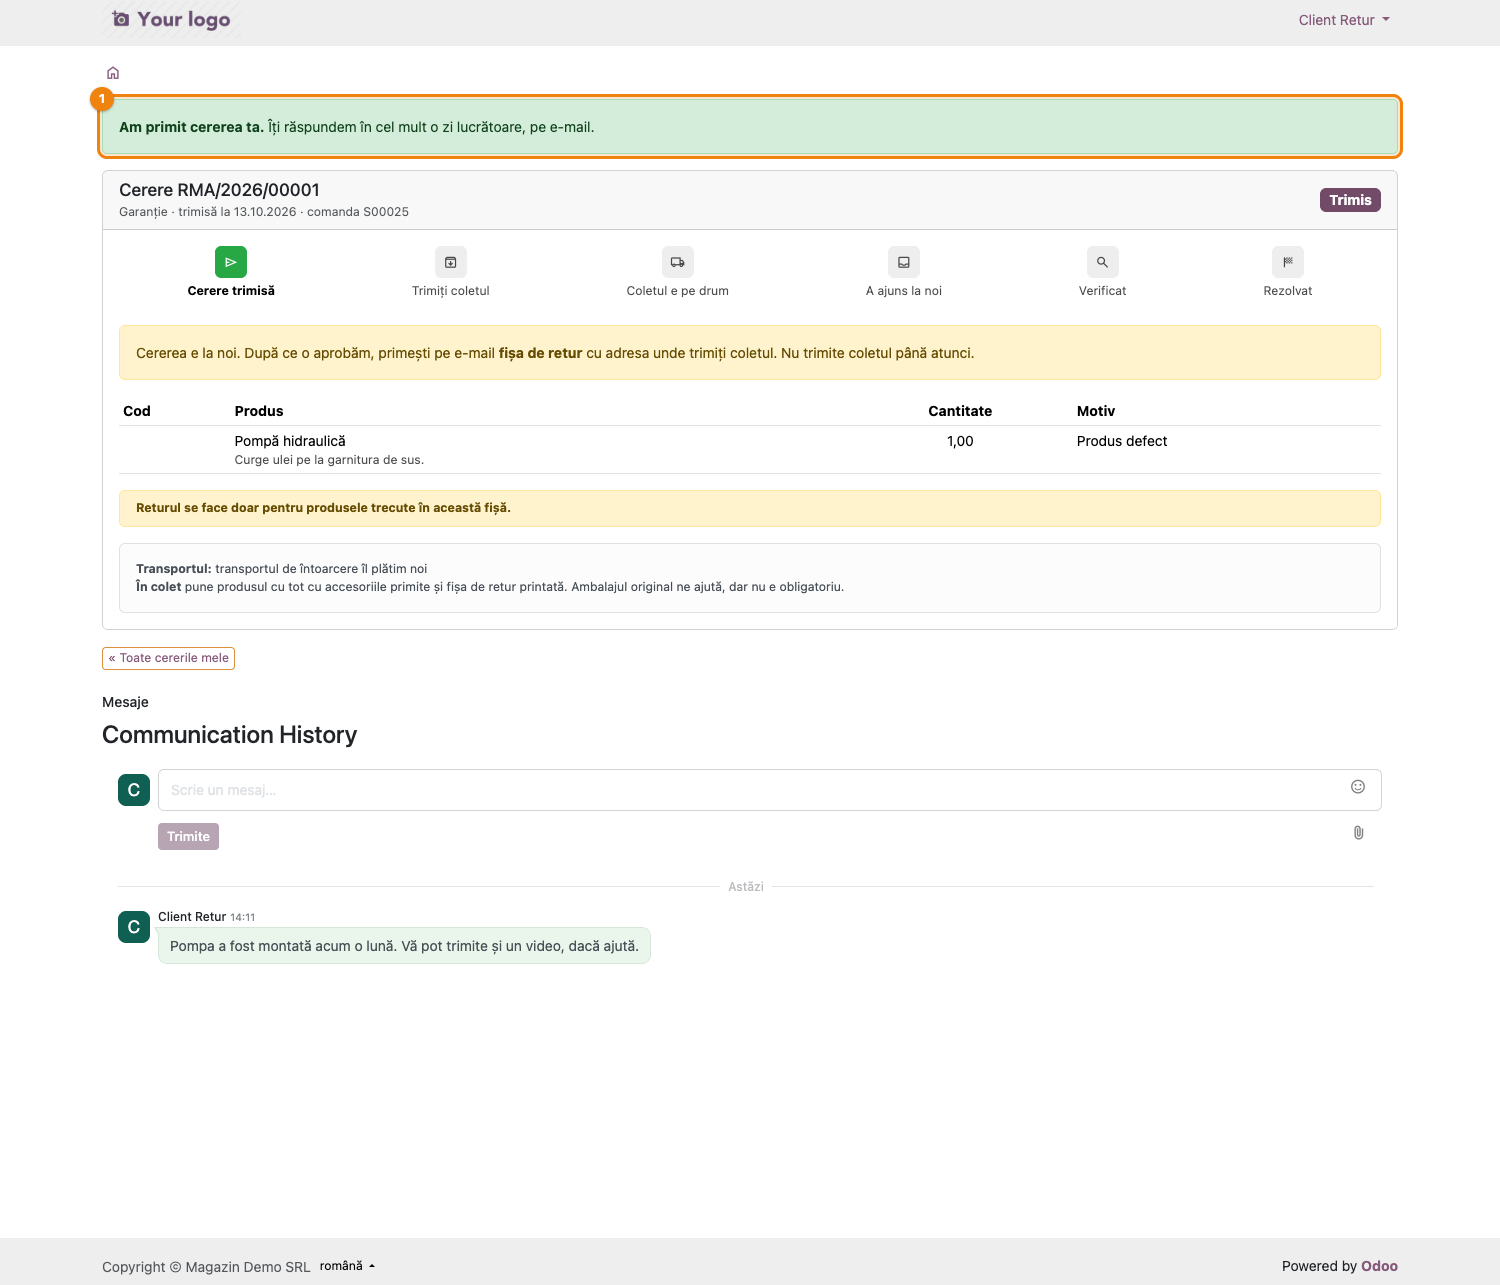 Your logo
Client Retur
1
Am primit cererea ta. Îți răspundem în cel mult o zi lucrătoare, pe e-mail.
Cerere RMA/2026/00001
Garanție · trimisă la 13.10.2026 · comanda S00025
Trimis
Cerere trimisă
Trimiți coletul
Coletul e pe drum
A ajuns la noi
Verificat
Rezolvat
Cererea e la noi. După ce o aprobăm, primești pe e-mail fișa de retur cu adresa unde trimiți coletul. Nu trimite coletul până atunci.
Cod Produs Cantitate Motiv
Pompă hidraulică 1,00 Produs defect
Curge ulei pe la garnitura de sus.
Returul se face doar pentru produsele trecute în această fișă.
Transportul: transportul de întoarcere îl plătim noi
În colet pune produsul cu tot cu accesoriile primite și fișa de retur printată. Ambalajul original ne ajută, dar nu e obligatoriu.
« Toate cererile mele
Mesaje
Communication History
C
Scrie un mesaj...
Trimite
Astăzi
C
Client Retur 14:11
Pompa a fost montată acum o lună. Vă pot trimite și un video, dacă ajută.
Copyright © Magazin Demo SRL română
Powered by Odoo